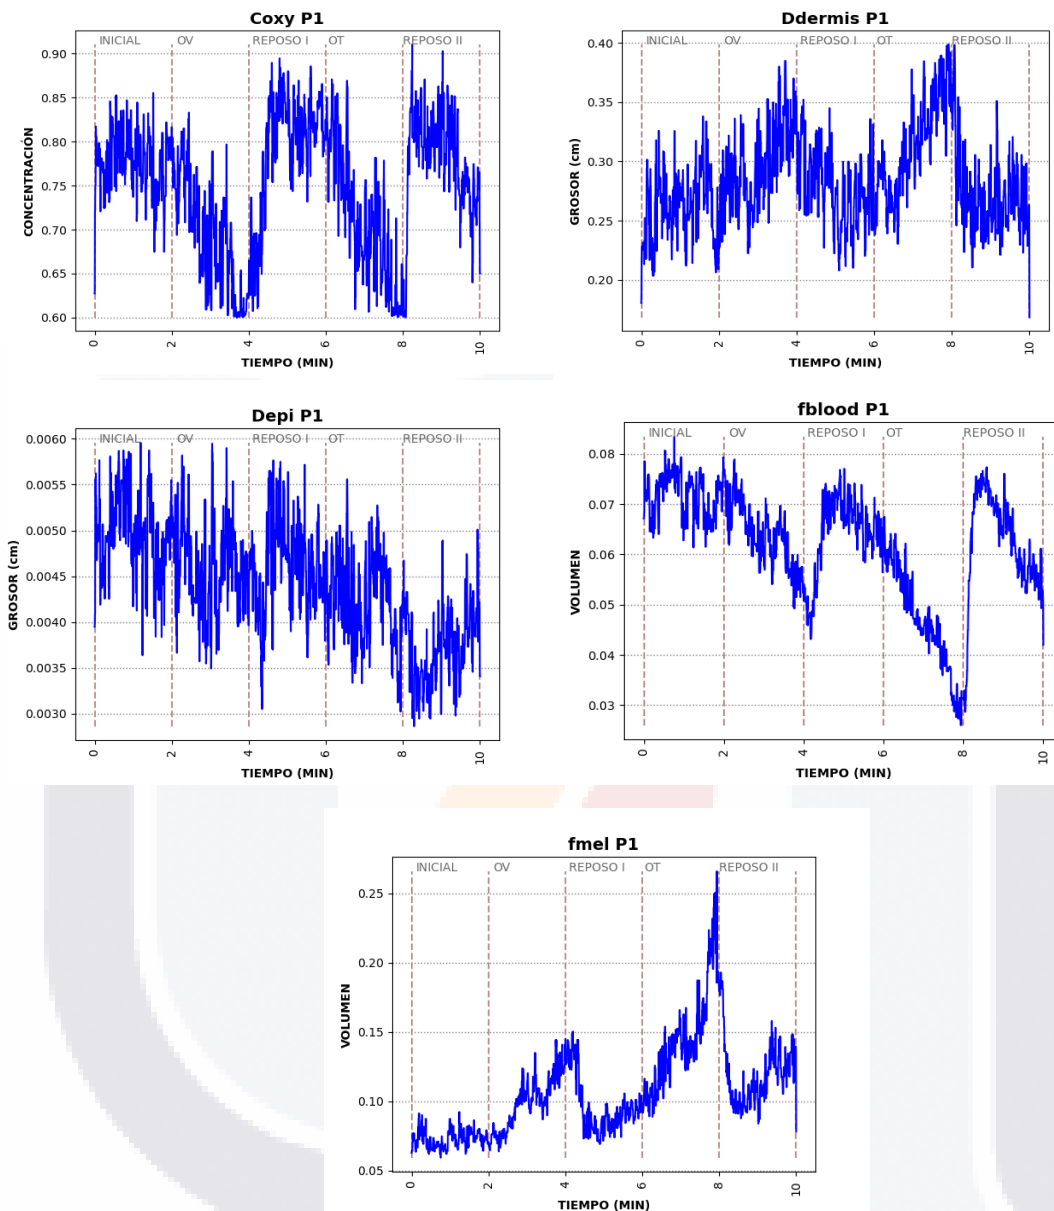 Coxy P1
INICIAL OV REPOSO I OT REPOSO II
0.90
0.85
0.80
0.75
0.70
0.65
0.60
CONCENTRACIÓN
0 2 4 6 8 10
TIEMPO (MIN)
Ddermis P1
INICIAL OV REPOSO I OT REPOSO II
0.40
0.35
0.30
0.25
0.20
GROSOR (cm)
0 2 4 6 8 10
TIEMPO (MIN)
Depi P1
INICIAL OV REPOSO I OT REPOSO II
0.0060
0.0055
0.0050
0.0045
0.0040
0.0035
0.0030
GROSOR (cm)
0 2 4 6 8 10
TIEMPO (MIN)
fblood P1
INICIAL OV REPOSO I OT REPOSO II
0.08
0.07
0.06
0.05
0.04
0.03
VOLUMEN
0 2 4 6 8 10
TIEMPO (MIN)
fmel P1
INICIAL OV REPOSO I OT REPOSO II
0.25
0.20
0.15
0.10
0.05
VOLUMEN
0 2 4 6 8 10
TIEMPO (MIN)